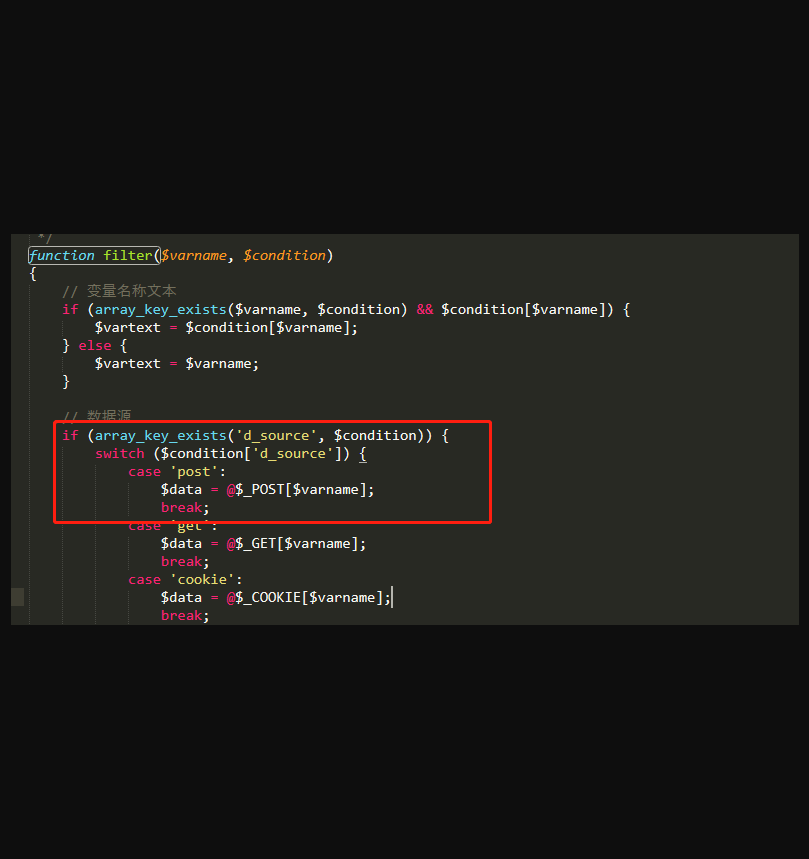 */
function filter($varname, $condition)
{
    // 变量名称文本
    if (array_key_exists($varname, $condition) && $condition[$varname]) {
        $vartext = $condition[$varname];
    } else {
        $vartext = $varname;
    }
    // 数据源
    if (array_key_exists('d_source', $condition)) {
        switch ($condition['d_source']) {
            case 'post':
                $data = @$_POST[$varname];
                break;
            case 'get':
                $data = @$_GET[$varname];
                break;
            case 'cookie':
                $data = @$_COOKIE[$varname];
                break;